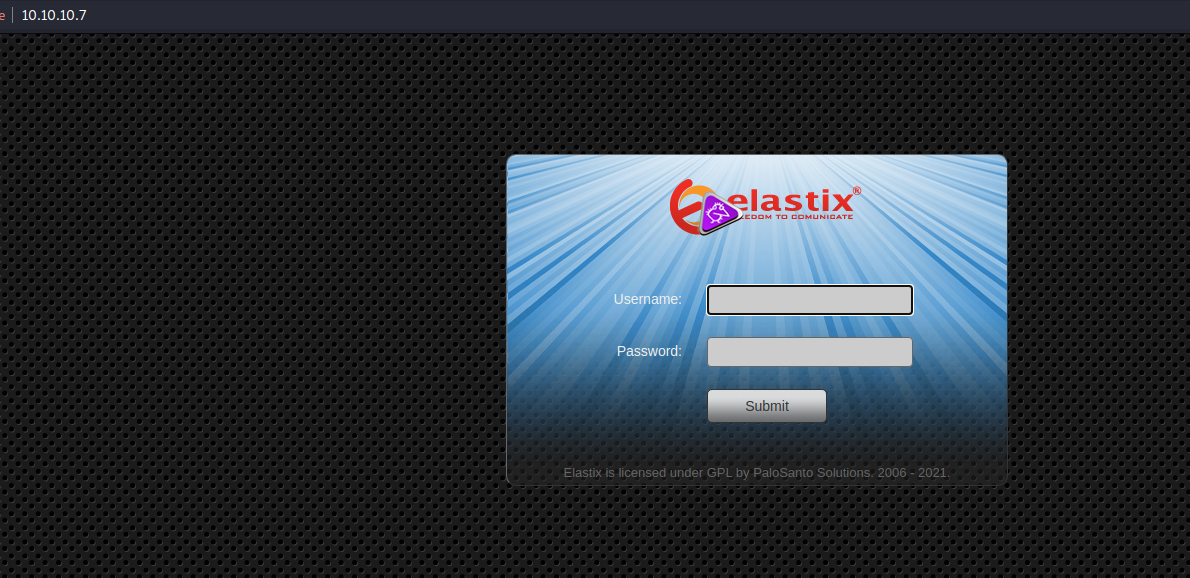 e 10.10.10.7
elastix®
EDOM TO COMUNICATE
Username:
Password:
Submit
Elastix is licensed under GPL by PaloSanto Solutions. 2006 - 2021.